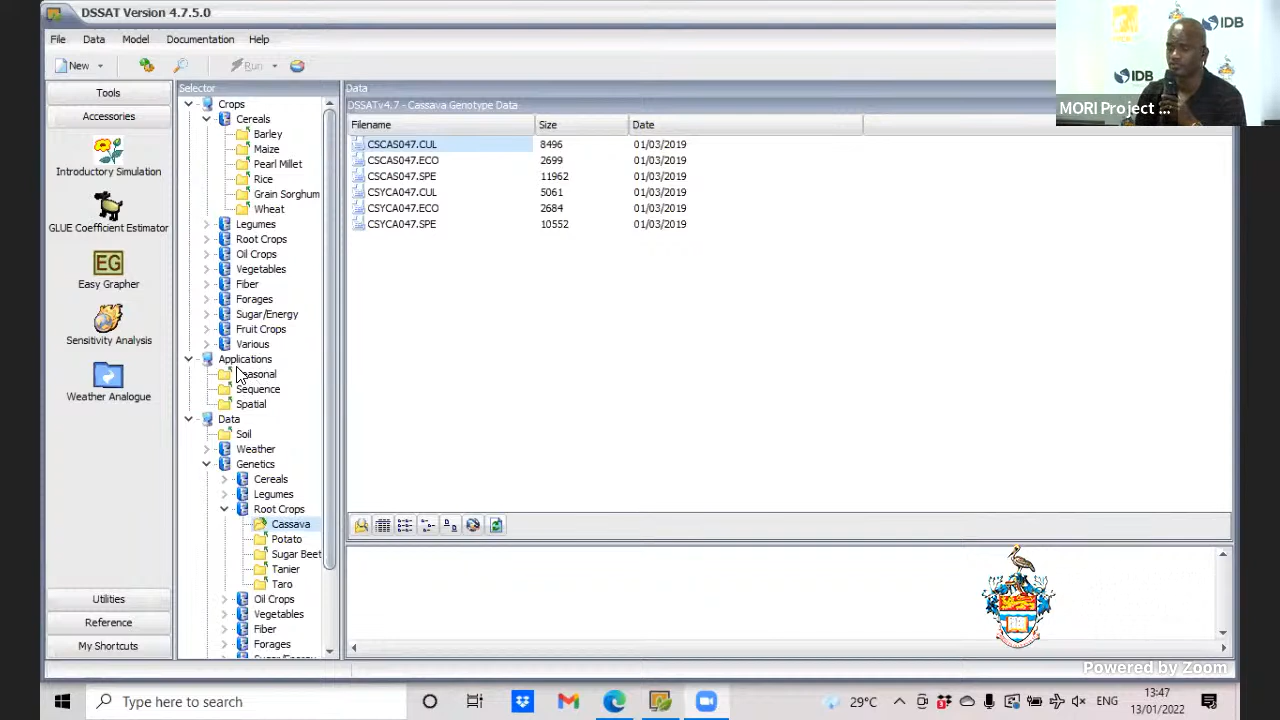 DSSAT Version 4.7.5.0
File Data Model Documentation Help
New Run
IDB
IDB
MORI Project ...
Tools
Accessories
Introductory Simulation
GLUE Coefficient Estimator
EG
Easy Grapher
Sensitivity Analysis
Weather Analogue
Utilities
Reference
My Shortcuts
Selector
Crops
Cereals
Barley
Maize
Pearl Millet
Rice
Grain Sorghum
Wheat
Legumes
Root Crops
Oil Crops
Vegetables
Fiber
Forages
Sugar/Energy
Fruit Crops
Various
Applications
Seasonal
Sequence
Spatial
Data
Soil
Weather
Genetics
Cereals
Legumes
Root Crops
Cassava
Potato
Sugar Beet
Tanier
Taro
Oil Crops
Vegetables
Fiber
Forages
Sugar/Energy
Data
DSSATv4.7 - Cassava Genotype Data
Filename Size Date
CSCAS047.CUL 8496 01/03/2019
CSCAS047.ECO 2699 01/03/2019
CSCAS047.SPE 11962 01/03/2019
CSYCA047.CUL 5061 01/03/2019
CSYCA047.ECO 2684 01/03/2019
CSYCA047.SPE 10552 01/03/2019
Powered by Zoom
Type here to search
29°C
ENG
13:47
13/01/2022